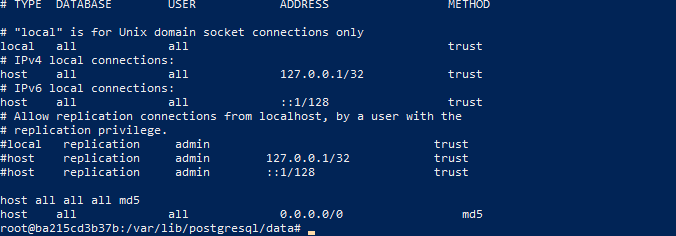 # TYPE  DATABASE        USER            ADDRESS                 METHOD
# "local" is for Unix domain socket connections only
local   all             all                                     trust
# IPv4 local connections:
host    all             all             127.0.0.1/32            trust
# IPv6 local connections:
host    all             all             ::1/128                 trust
# Allow replication connections from localhost, by a user with the
# replication privilege.
#local   replication     admin                                trust
#host    replication     admin        127.0.0.1/32            trust
#host    replication     admin        ::1/128                 trust
host all all all md5
host    all             all             0.0.0.0/0                 md5
root@ba215cd3b37b:/var/lib/postgresql/data#